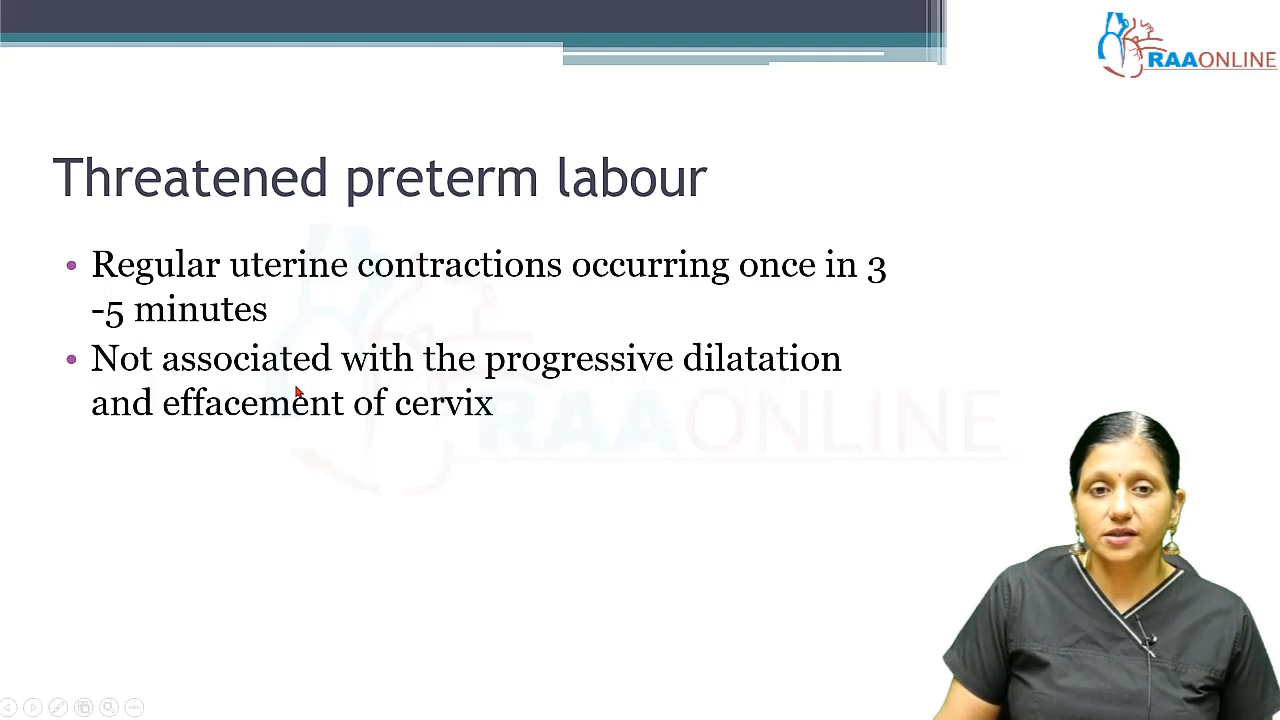 RAAONLINE
Threatened preterm labour
• Regular uterine contractions occurring once in 3
-5 minutes
• Not associated with the progressive dilatation
and effacement of cervix
RAAONLINE